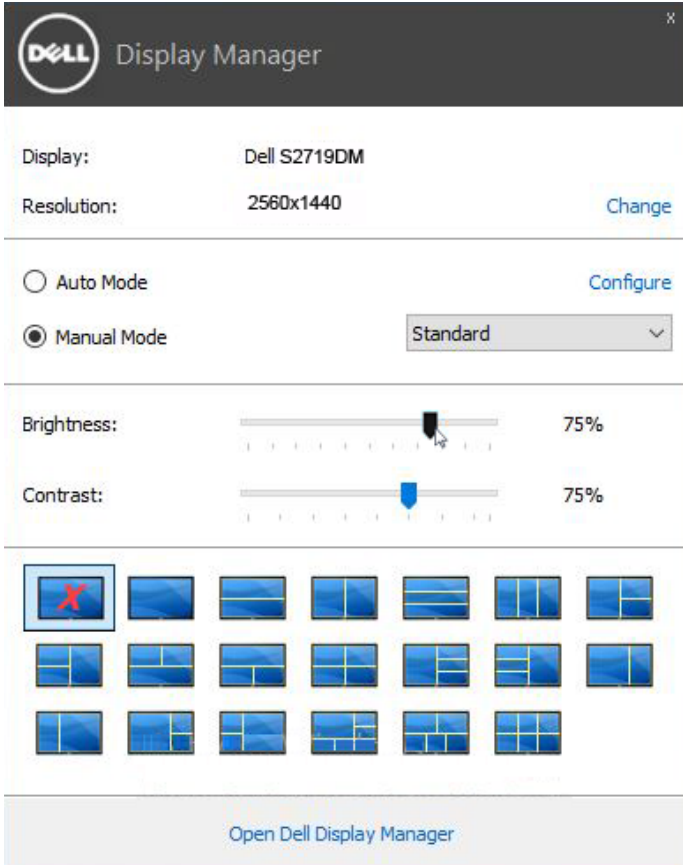 x
DELL Display Manager
Display: Dell S2719DM
Resolution: 2560x1440 Change
Auto Mode Configure
Manual Mode Standard
Brightness: 75%
Contrast: 75%
X
Open Dell Display Manager